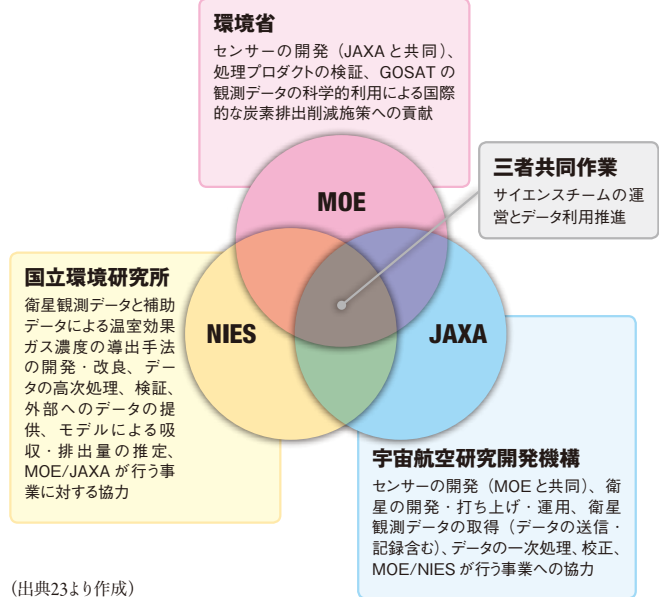 環境省
センサーの開発（JAXAと共同）、
処理プロダクトの検証、GOSATの
観測データの科学的利用による国際
的な炭素排出削減施策への貢献
三者共同作業
サイエンスチームの運
営とデータ利用推進
MOE
国立環境研究所
衛星観測データと補助
データによる温室効果
ガス濃度の導出手法
の開発・改良、デー
タの高次処理、検証、
外部へのデータの提
供、モデルによる吸
収・排出量の推定、
MOE/JAXAが行う事
業に対する協力
NIES
JAXA
宇宙航空研究開発機構
センサーの開発（MOEと共同）、衛
星の開発・打ち上げ・運用、衛星
観測データの取得（データの送信・
記録含む）、データの一次処理、校正、
MOE/NIESが行う事業への協力
（出典23より作成）